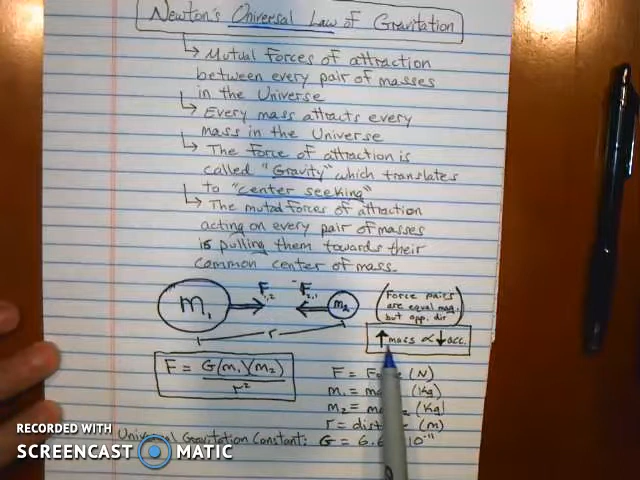 Newton's Universal Law of Gravitation
↳ Mutual forces of attraction
between every pair of masses
in the Universe
↳ Every mass attracts every
mass in the Universe
↳ The force of attraction is
called "Gravity" which translates
to "center seeking"
↳ The mutual forces of attraction
acting on every pair of masses
is pulling them towards their
common center of mass.
F1,2 -F2,1
m1 m2
r
(Force pairs
are equal mag.
but opp. dir)
↑mass ∝ ↓acc.
F = G(m1)(m2)
r²
F = (N)
m1 = (Kg)
m2 = (Kg)
r = (m)
Gravitation Constant: G = 6. 10⁻¹¹
RECORDED WITH
SCREENCAST MATIC